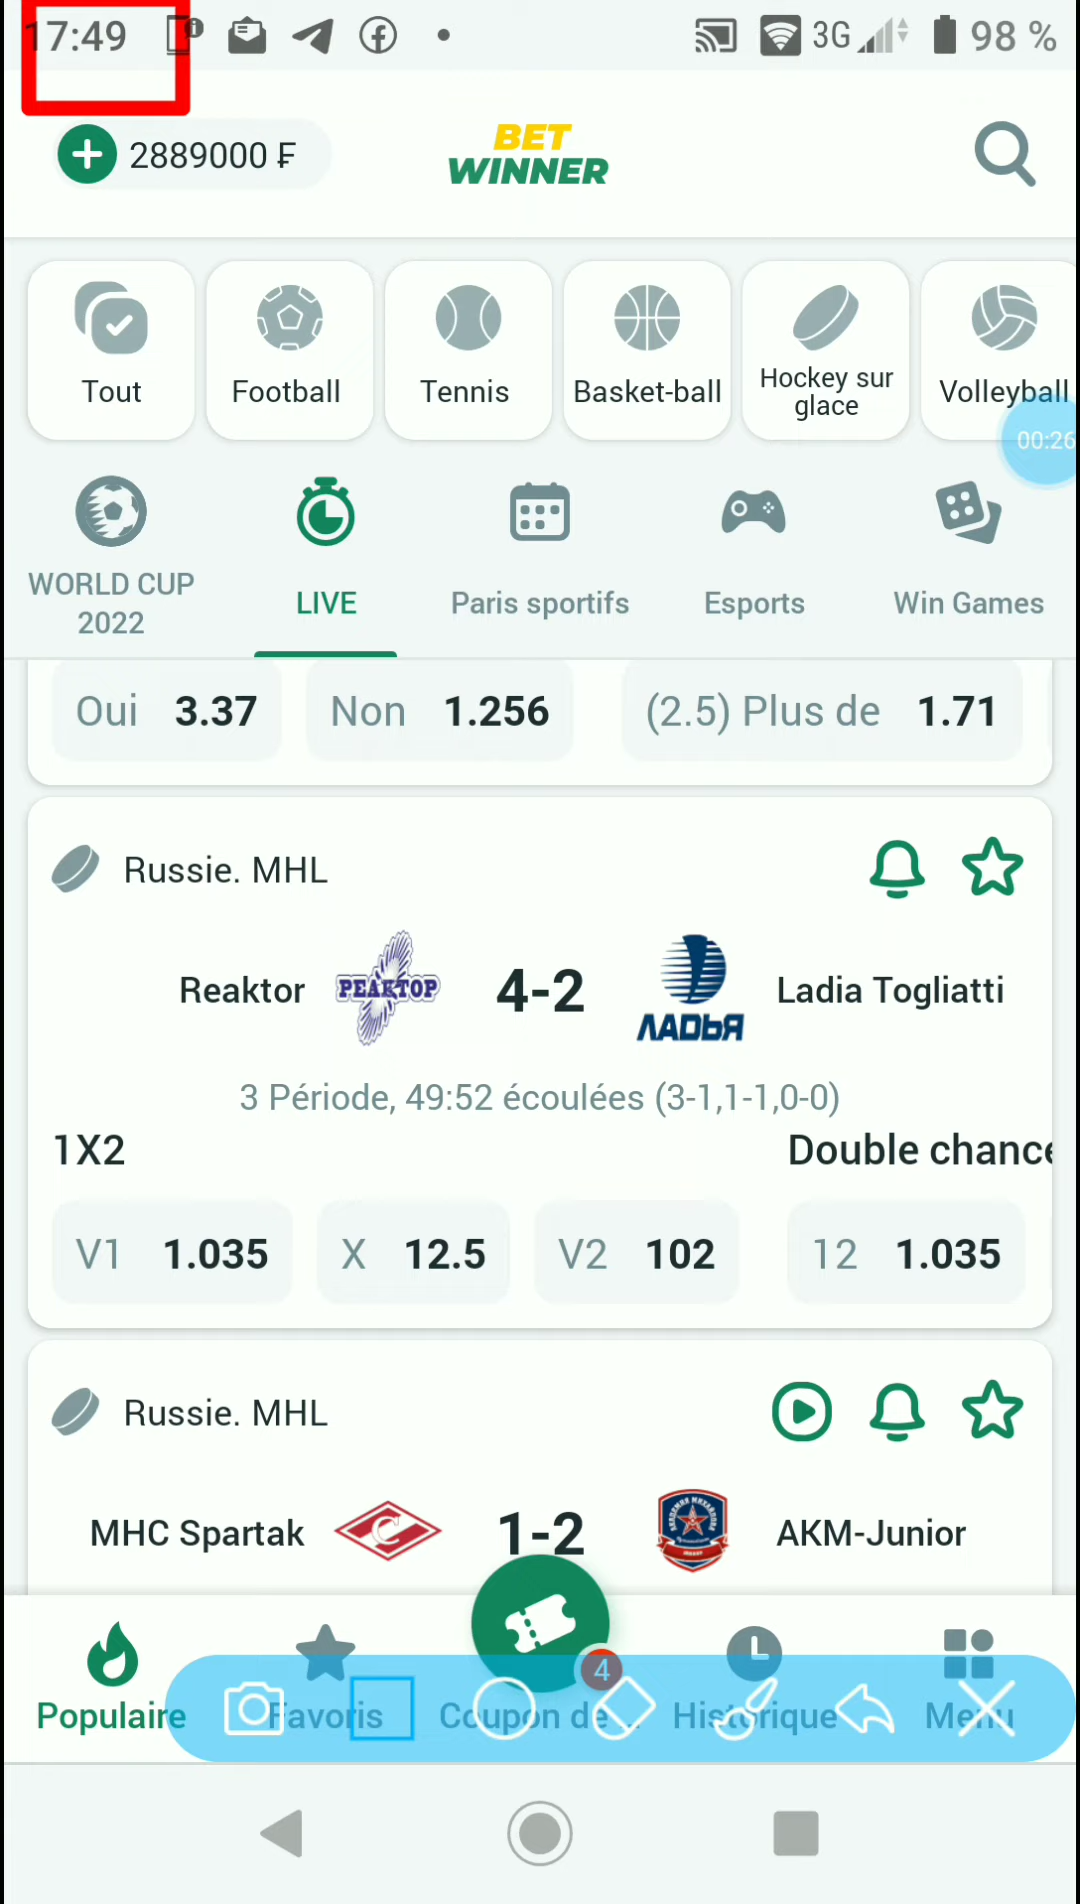 17:49 3G 98 %
2889000 ₣ BET
WINNER
Tout Football Tennis Basket-ball Hockey sur
glace Volleyball
00:26
WORLD CUP
2022 LIVE Paris sportifs Esports Win Games
Oui 3.37 Non 1.256 (2.5) Plus de 1.71
Russie. MHL
Reaktor РЕАКТОР 4-2 ЛАДЬЯ Ladia Togliatti
3 Période, 49:52 écoulées (3-1,1-1,0-0)
1X2 Double chance
V1 1.035 X 12.5 V2 102 12 1.035
Russie. MHL
MHC Spartak 1-2 AKM-Junior
4
Populaire Favoris Coupon de ... Historique Menu